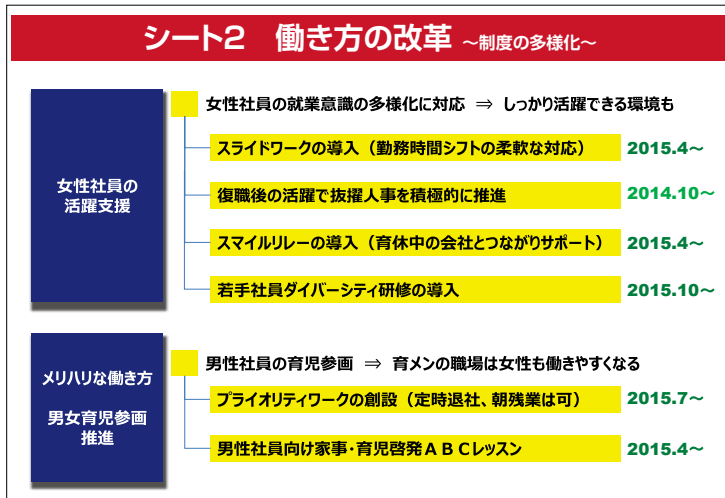 シート2 働き方の改革 ~制度の多様化~
女性社員の
活躍支援
女性社員の就業意識の多様化に対応 ⇒ しっかり活躍できる環境も
スライドワークの導入(勤務時間シフトの柔軟な対応) 2015.4~
復職後の活躍で抜擢人事を積極的に推進 2014.10~
スマイルリレーの導入(育休中の会社とつながりサポート) 2015.4~
若手社員ダイバーシティ研修の導入 2015.10~
メリハリな働き方
男女育児参画
推進
男性社員の育児参画 ⇒ 育メンの職場は女性も働きやすくなる
プライオリティワークの創設(定時退社、朝残業は可) 2015.7~
男性社員向け家事・育児啓発ABCレッスン 2015.4~